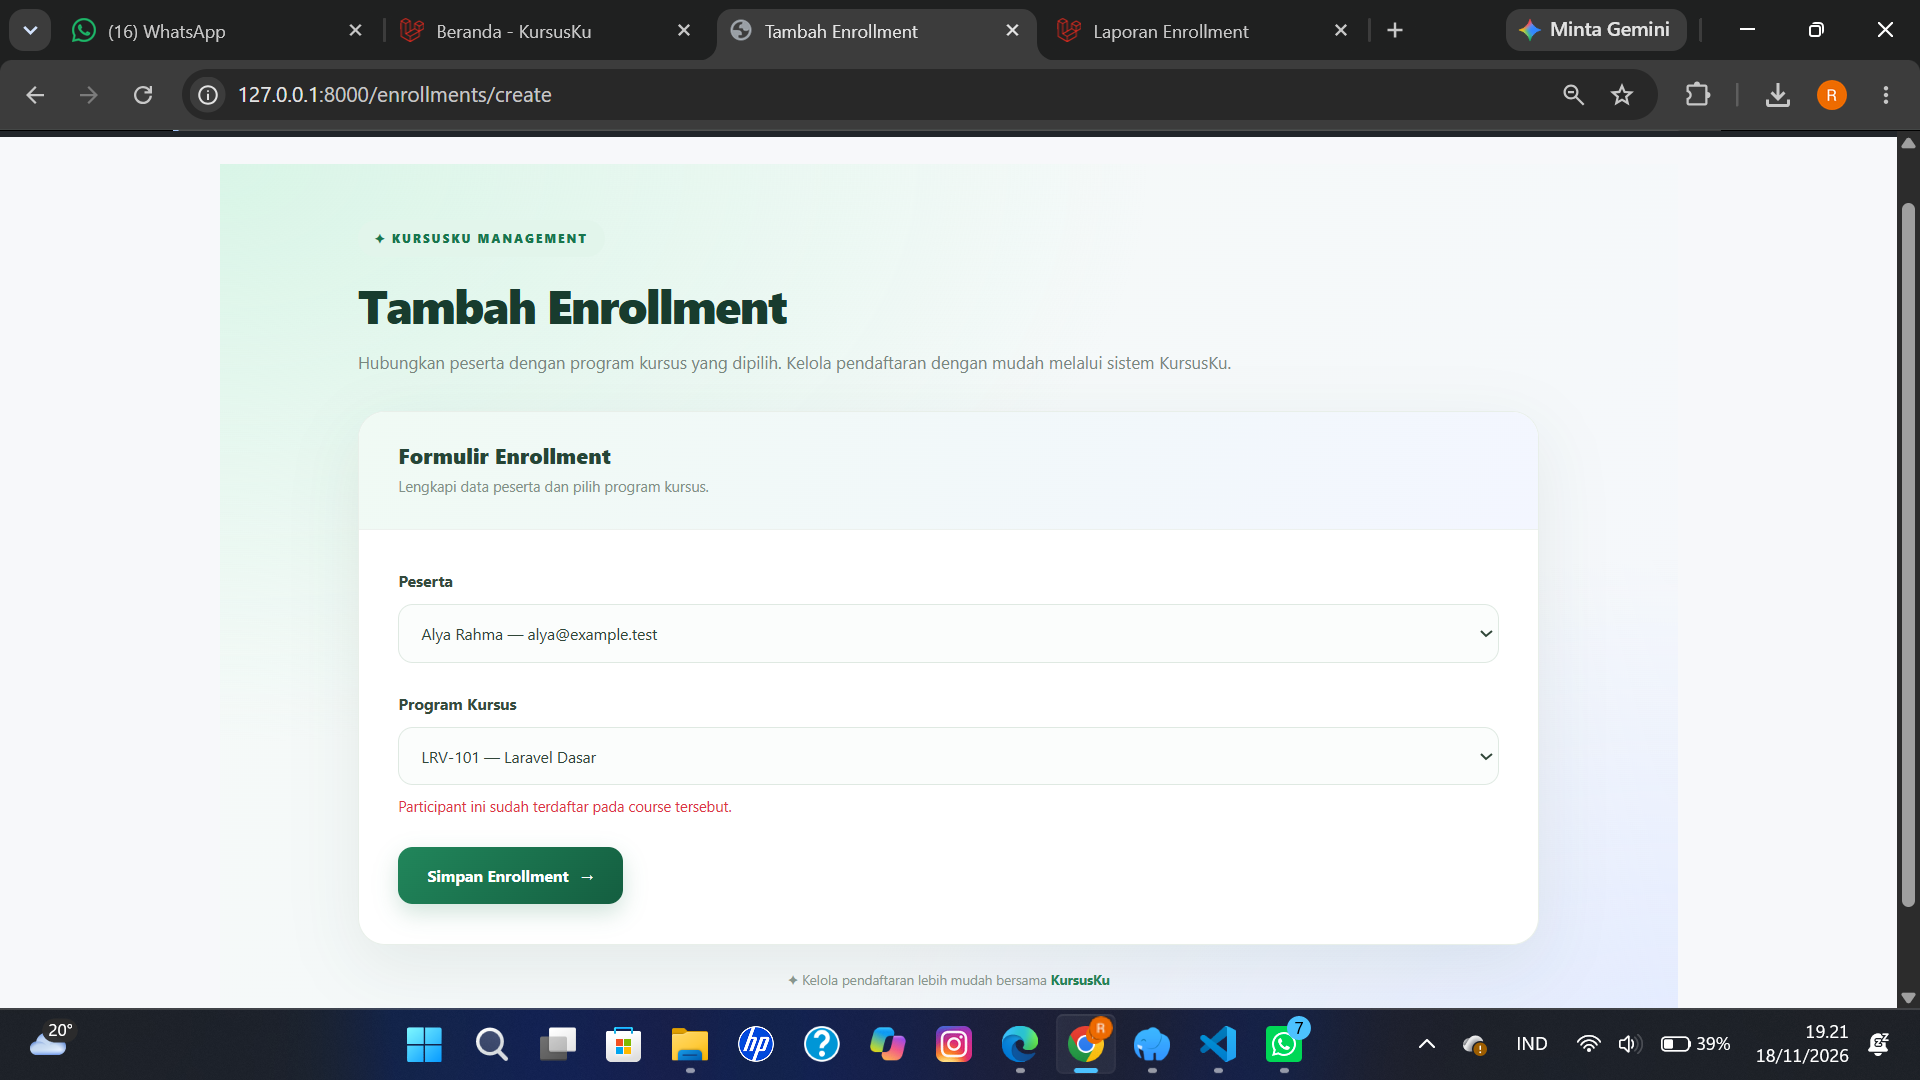 (16) WhatsApp
Beranda - KursusKu
Tambah Enrollment
Laporan Enrollment
Minta Gemini
127.0.0.1:8000/enrollments/create
R
✦ KURSUSKU MANAGEMENT
Tambah Enrollment
Hubungkan peserta dengan program kursus yang dipilih. Kelola pendaftaran dengan mudah melalui sistem KursusKu.
Formulir Enrollment
Lengkapi data peserta dan pilih program kursus.
Peserta
Alya Rahma — alya@example.test
Program Kursus
LRV-101 — Laravel Dasar
Participant ini sudah terdaftar pada course tersebut.
Simpan Enrollment →
✦ Kelola pendaftaran lebih mudah bersama KursusKu
20°
hp
?
R
7
IND
39%
19.21
18/11/2026